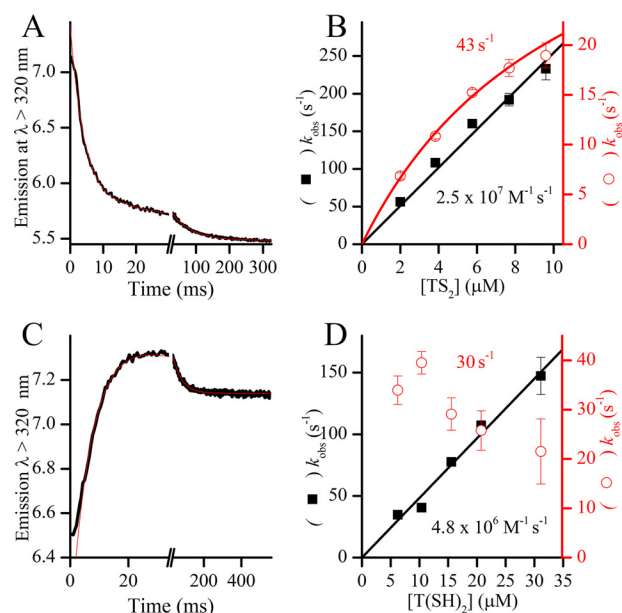 A
Emission at λ > 320 nm
7.0
6.5
6.0
5.5
0 10 20 100 200 300
Time (ms)
B
( ■ ) k_obs (s⁻¹)
250
200
150
100
50
0
43 s⁻¹
2.5 x 10⁷ M⁻¹ s⁻¹
20
15
10
5
0
( ○ ) k_obs (s⁻¹)
0 2 4 6 8 10
[TS₂] (μM)
C
Emission λ > 320 nm
7.2
7.0
6.8
6.6
6.4
0 20 200 400
Time (ms)
D
( ■ ) k_obs (s⁻¹)
150
100
50
0
30 s⁻¹
4.8 x 10⁶ M⁻¹ s⁻¹
40
30
20
10
0
( ○ ) k_obs (s⁻¹)
0 5 10 15 20 25 30 35
[T(SH)₂] (μM)